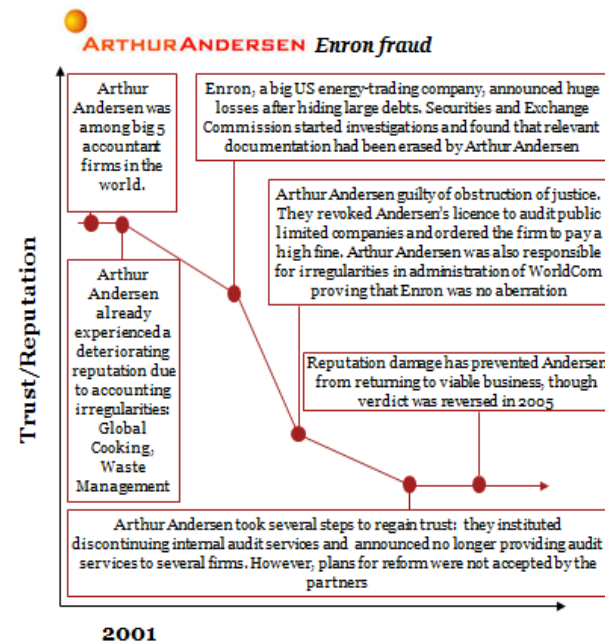 ARTHURANDERSEN Enron fraud
Arthur
Andersen was
among big 5
accountant
firms in the
world.
Enron, a big US energy-trading company, announced huge
losses after hiding large debts. Securities and Exchange
Commission started investigations and found that relevant
documentation had been erased by Arthur Andersen
Arthur Andersen guilty of obstruction of justice.
They revoked Andersen's licence to audit public
limited companies and ordered the firm to pay a
high fine. Arthur Andersen was also responsible
for irregularities in administration of WorldCom
proving that Enron was no aberration
Arthur
Andersen
already
experienced a
deteriorating
reputation due
to accounting
irregularities:
Global
Cooking,
Waste
Management
Reputation damage has prevented Andersen
from returning to viable business, though
verdict was reversed in 2005
Arthur Andersen took several steps to regain trust: they instituted
discontinuing internal audit services and announced no longer providing audit
services to several firms. However, plans for reform were not accepted by the
partners
Trust/Reputation
2001